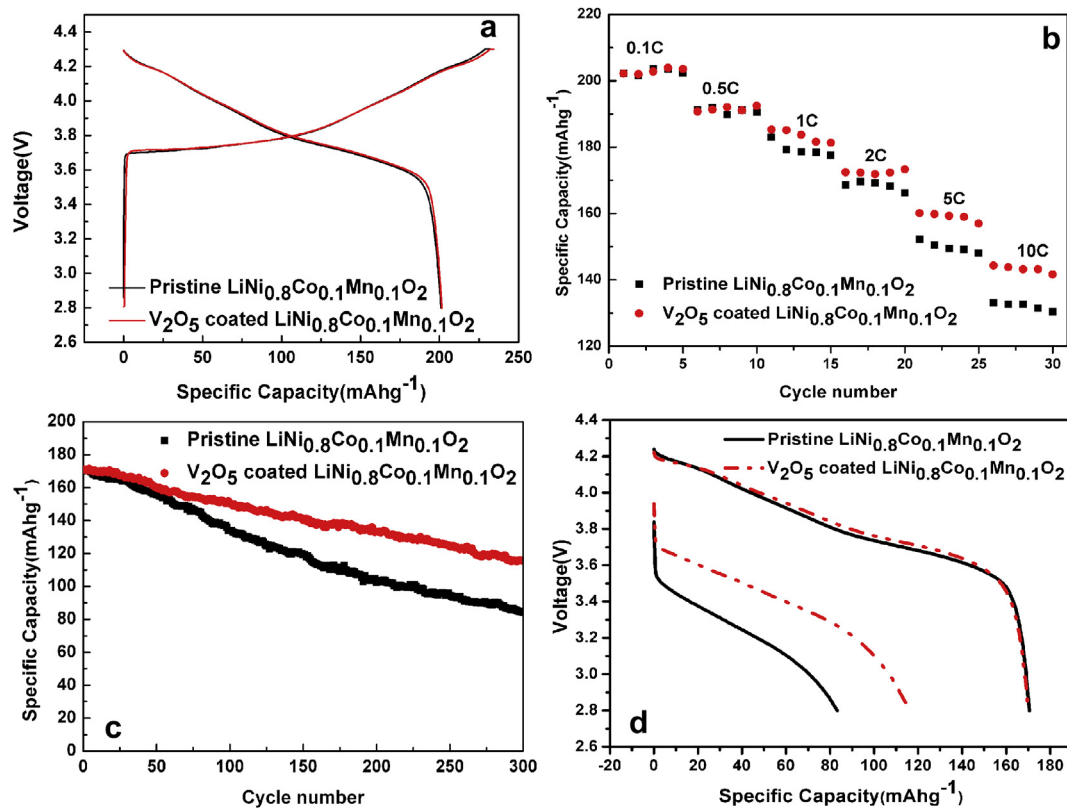 a
Voltage(V)
4.4
4.2
4.0
3.8
3.6
3.4
3.2
3.0
2.8
2.6
Pristine LiNi0.8Co0.1Mn0.1O2
V2O5 coated LiNi0.8Co0.1Mn0.1O2
0 50 100 150 200 250
Specific Capacity(mAhg-1)
b
Specific Capacity(mAhg-1)
220
200
180
160
140
120
0.1C
0.5C
1C
2C
5C
10C
Pristine LiNi0.8Co0.1Mn0.1O2
V2O5 coated LiNi0.8Co0.1Mn0.1O2
0 5 10 15 20 25 30
Cycle number
Specific Capacity(mAhg-1)
200
180
160
140
120
100
80
60
40
20
0
Pristine LiNi0.8Co0.1Mn0.1O2
V2O5 coated LiNi0.8Co0.1Mn0.1O2
c
0 50 100 150 200 250 300
Cycle number
Voltage(V)
4.4
4.2
4.0
3.8
3.6
3.4
3.2
3.0
2.8
2.6
Pristine LiNi0.8Co0.1Mn0.1O2
V2O5 coated LiNi0.8Co0.1Mn0.1O2
d
-20 0 20 40 60 80 100 120 140 160 180
Specific Capacity(mAhg-1)